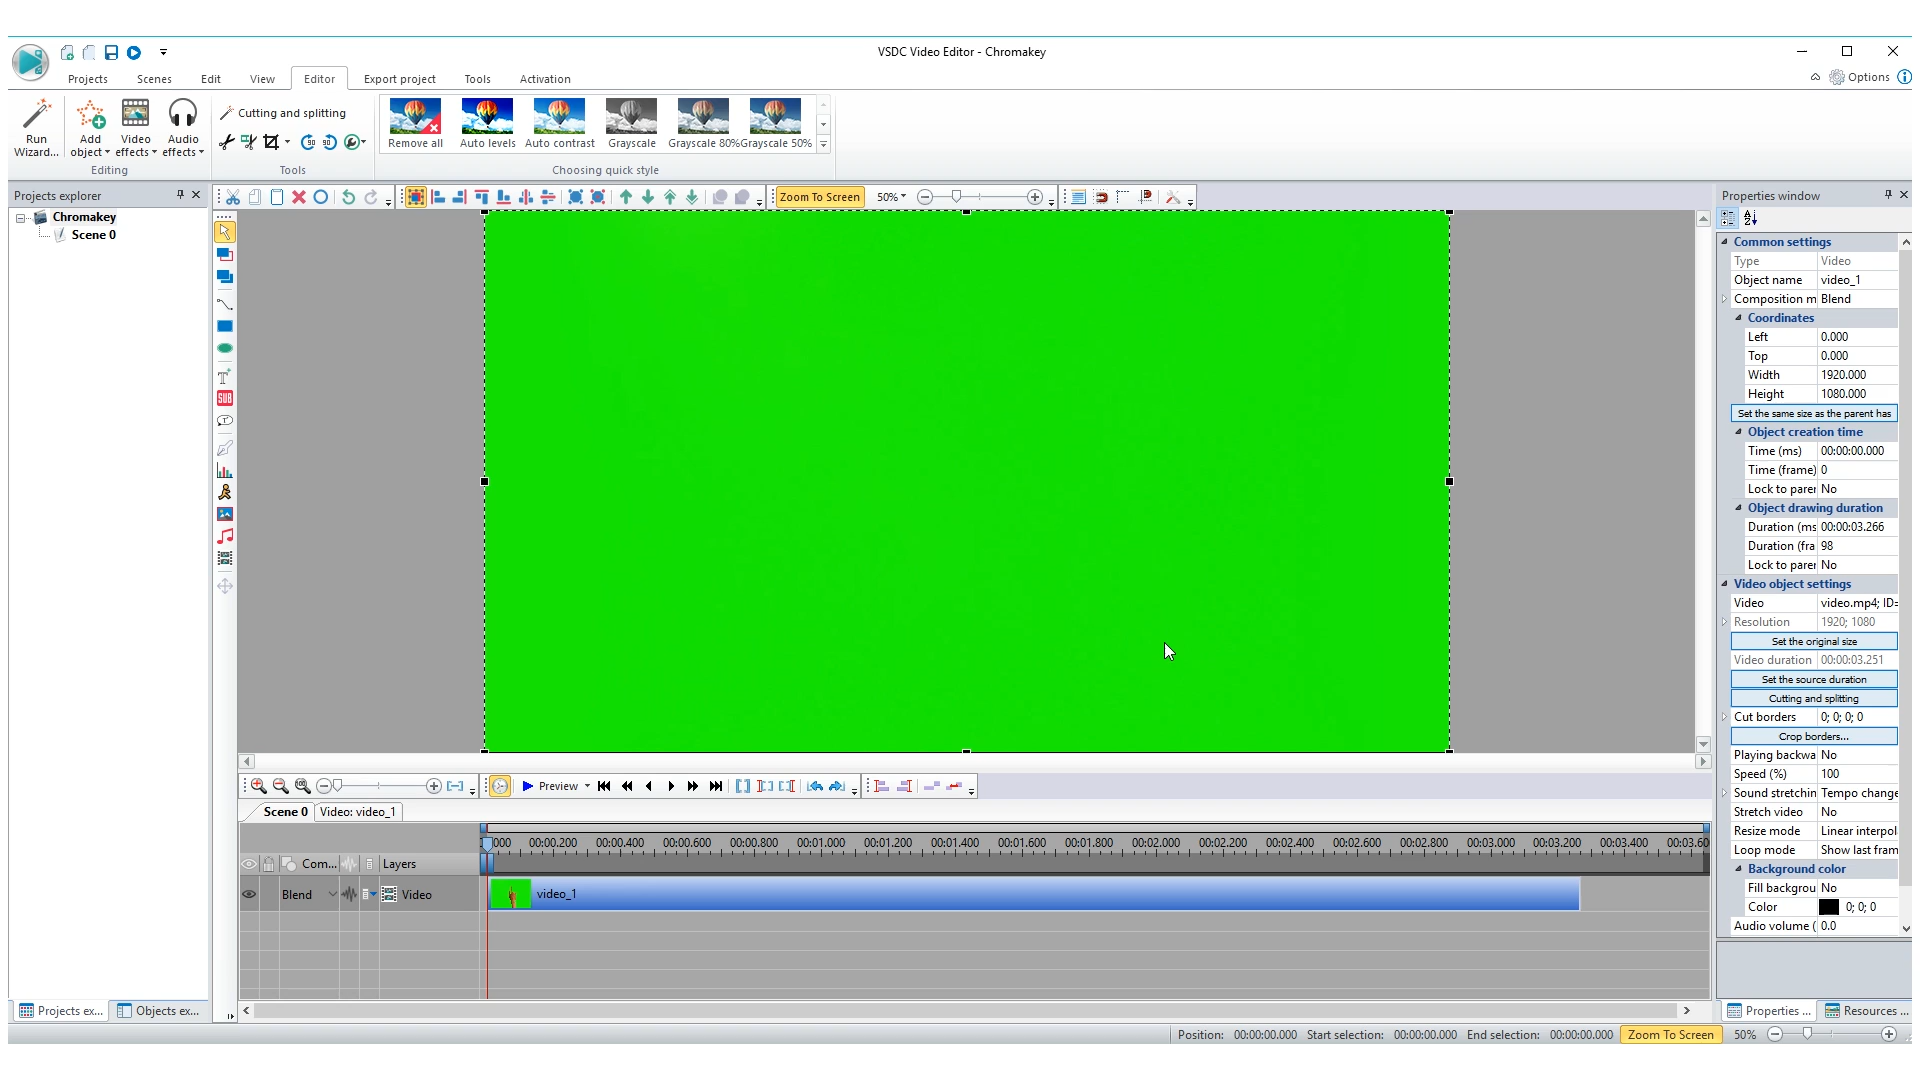 VSDC Video Editor - Chromakey
Projects
Scenes
Edit
View
Editor
Export project
Tools
Activation
Options
Run Wizard...
Add object
Video effects
Audio effects
Editing
Cutting and splitting
Tools
Remove all
Auto levels
Auto contrast
Grayscale
Grayscale 80%
Grayscale 50%
Choosing quick style
Projects explorer
Zoom To Screen
50%
Properties window
Chromakey
Scene 0
SUB
T
T
Common settings
Type Video
Object name video_1
Composition m Blend
Coordinates
Left 0.000
Top 0.000
Width 1920.000
Height 1080.000
Set the same size as the parent has
Object creation time
Time (ms) 00:00:00.000
Time (frame) 0
Lock to parer No
Object drawing duration
Duration (ms 00:00:03.266
Duration (fra 98
Lock to parer No
Video object settings
Video video.mp4; ID=
Resolution 1920; 1080
Set the original size
Video duration 00:00:03.251
Set the source duration
Cutting and splitting
Cut borders 0; 0; 0; 0
Crop borders...
Playing backwa No
Speed (%) 100
Sound stretchin Tempo change
Stretch video No
Resize mode Linear interpol
Loop mode Show last fram
Background color
Fill backgrou No
Color 0; 0; 0
Audio volume ( 0.0
Preview
Scene 0
Video: video_1
000 00:00.200 00:00.400 00:00.600 00:00.800 00:01.000 00:01.200 00:01.400 00:01.600 00:01.800 00:02.000 00:02.200 00:02.400 00:02.600 00:02.800 00:03.000 00:03.200 00:03.400 00:03.60
Com...
Layers
Blend
Video
video_1
Projects ex...
Objects ex...
Properties ...
Resources ...
Position: 00:00:00.000 Start selection: 00:00:00.000 End selection: 00:00:00.000 Zoom To Screen 50%